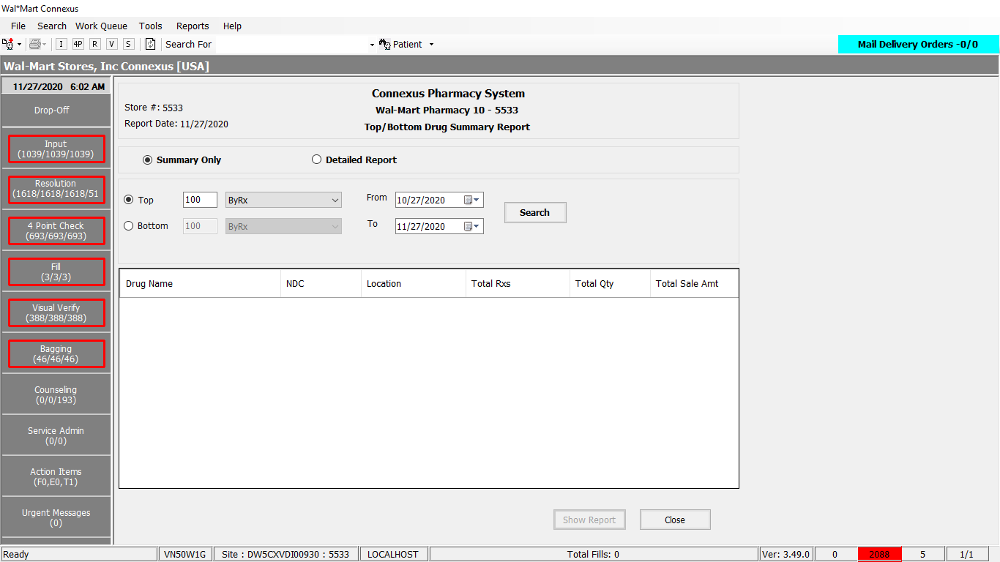 Wal*Mart Connexus
File Search Work Queue Tools Reports Help
I 4P R V S Search For Patient Mail Delivery Orders -0/0
Wal-Mart Stores, Inc Connexus [USA]
11/27/2020 6:02 AM
Drop-Off
Input
(1039/1039/1039)
Resolution
(1618/1618/1618/51
4 Point Check
(693/693/693)
Fill
(3/3/3)
Visual Verify
(388/388/388)
Bagging
(46/46/46)
Counseling
(0/0/193)
Service Admin
(0/0)
Action Items
(F0,E0,T1)
Urgent Messages
(0)
Connexus Pharmacy System
Store #: 5533
Wal-Mart Pharmacy 10 - 5533
Report Date: 11/27/2020
Top/Bottom Drug Summary Report
Summary Only Detailed Report
Top 100 ByRx From 10/27/2020
Search
Bottom 100 ByRx To 11/27/2020
Drug Name NDC Location Total Rxs Total Qty Total Sale Amt
Show Report Close
Ready VN50W1G Site : DW5CXVDI00930 : 5533 LOCALHOST Total Fills: 0 Ver: 3.49.0 0 2088 5 1/1